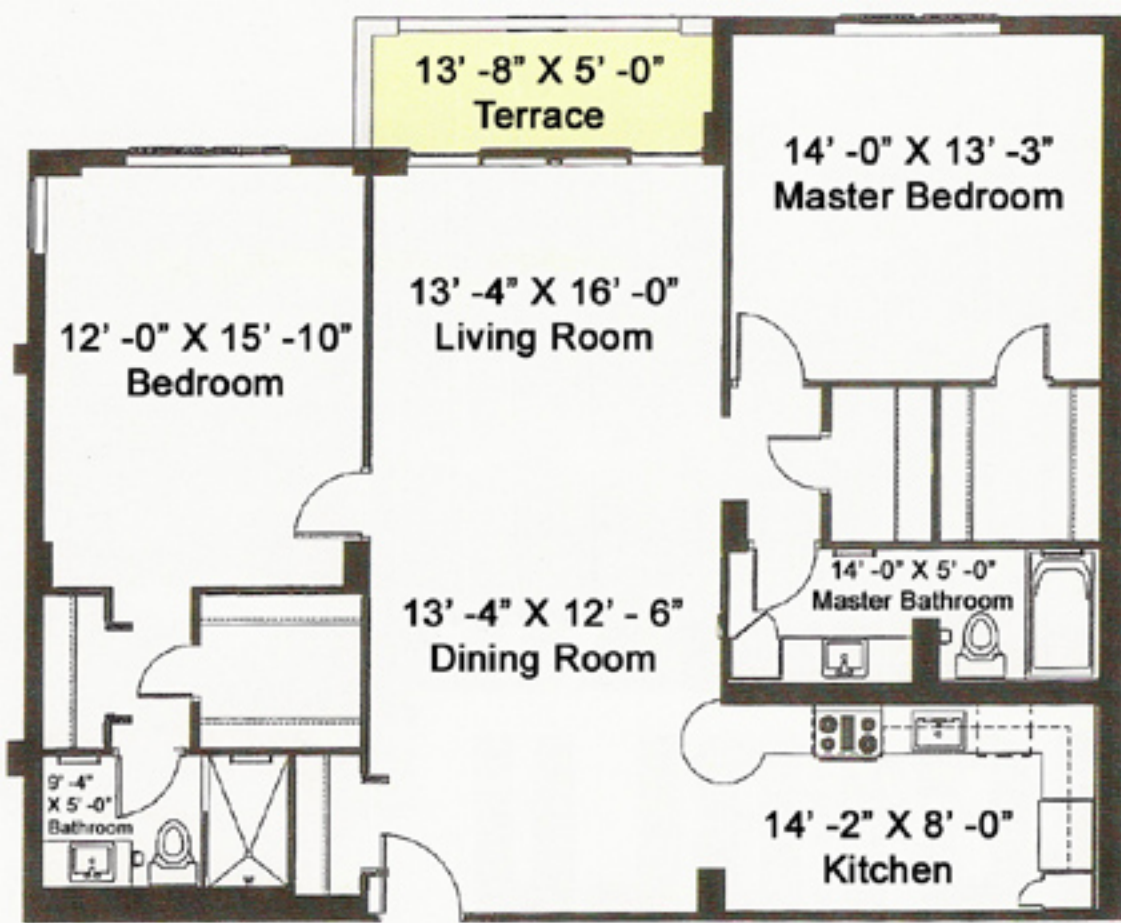 13' -8" X 5' -0"
Terrace
14' -0" X 13' -3"
Master Bedroom
13' -4" X 16' -0"
Living Room
12' -0" X 15' -10"
Bedroom
14' -0" X 5' -0"
Master Bathroom
13' -4" X 12' - 6"
Dining Room
9' -4"
X 5' -0"
Bathroom
14' -2" X 8' -0"
Kitchen